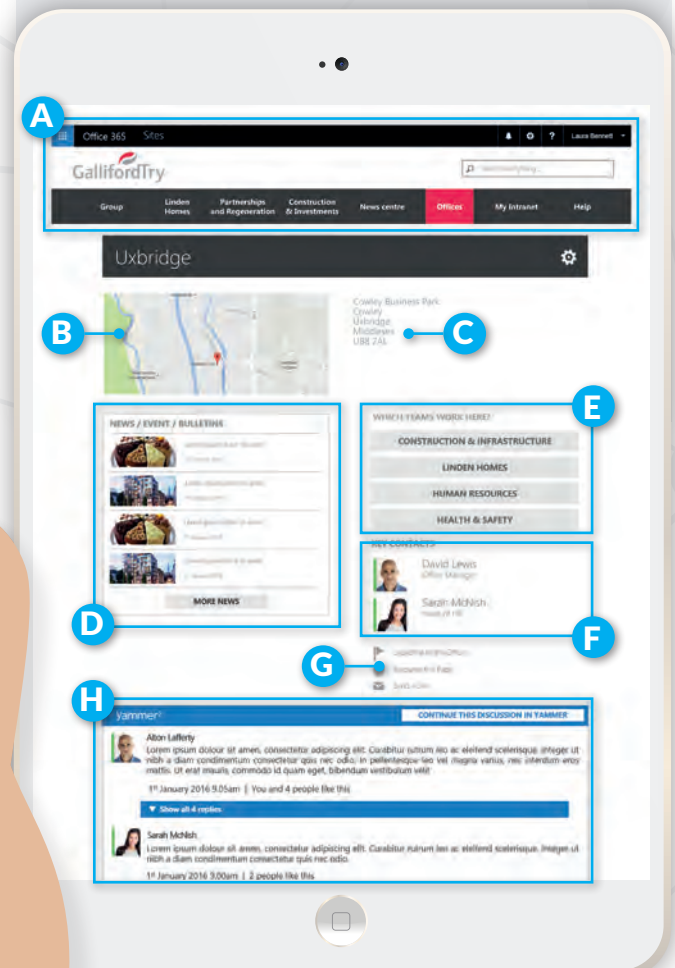 A
Office 365 Sites
? Laura Bennett
GallifordTry
Group
Linden Homes
Partnerships and Regeneration
Construction & Investments
News centre
Offices
My Intranet
Help
Uxbridge
B
Cowley Business Park
Cowley
Uxbridge
Middlesex
UB8 2AL
C
D
NEWS / EVENT / BULLETINS
MORE NEWS
E
WHICH TEAMS WORK HERE?
CONSTRUCTION & INFRASTRUCTURE
LINDEN HOMES
HUMAN RESOURCES
HEALTH & SAFETY
KEY CONTACTS
David Lewis
Office Manager
Sarah McNish
F
G
H
yammer
CONTINUE THIS DISCUSSION IN YAMMER
Alton Lafferty
Lorem ipsum dolour sit amen, consectetur adipiscing elit. Curabitur rutrum leo ac eleifend scelerisque. Integer ut
nibh a diam condimentum consectetur quis nec odio. In pellentesque leo vel magna varius, nec interdum eros
mattis. Ut erat mauris, commodo id quam eget, bibendum vestibulum velit
1st January 2016 9.05am | You and 4 people like this
Show all 4 replies
Sarah McNish
Lorem ipsum dolour sit amen, consectetur adipiscing elit. Curabitur rutrum leo ac eleifend scelerisque. Integer ut
nibh a diam condimentum consectetur quis nec odio.
1st January 2016 9.00am | 2 people like this